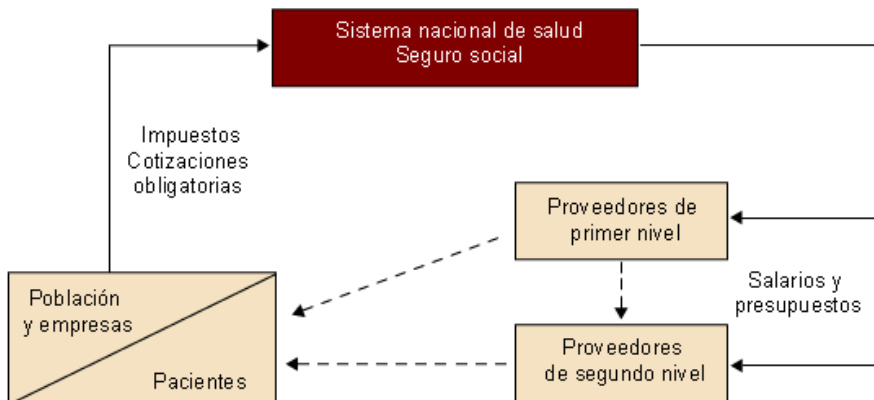 Sistema nacional de salud
Seguro social
Impuestos
Cotizaciones
obligatorias
Proveedores de
primer nivel
Salarios y
presupuestos
Población
y empresas
Pacientes
Proveedores
de segundo nivel